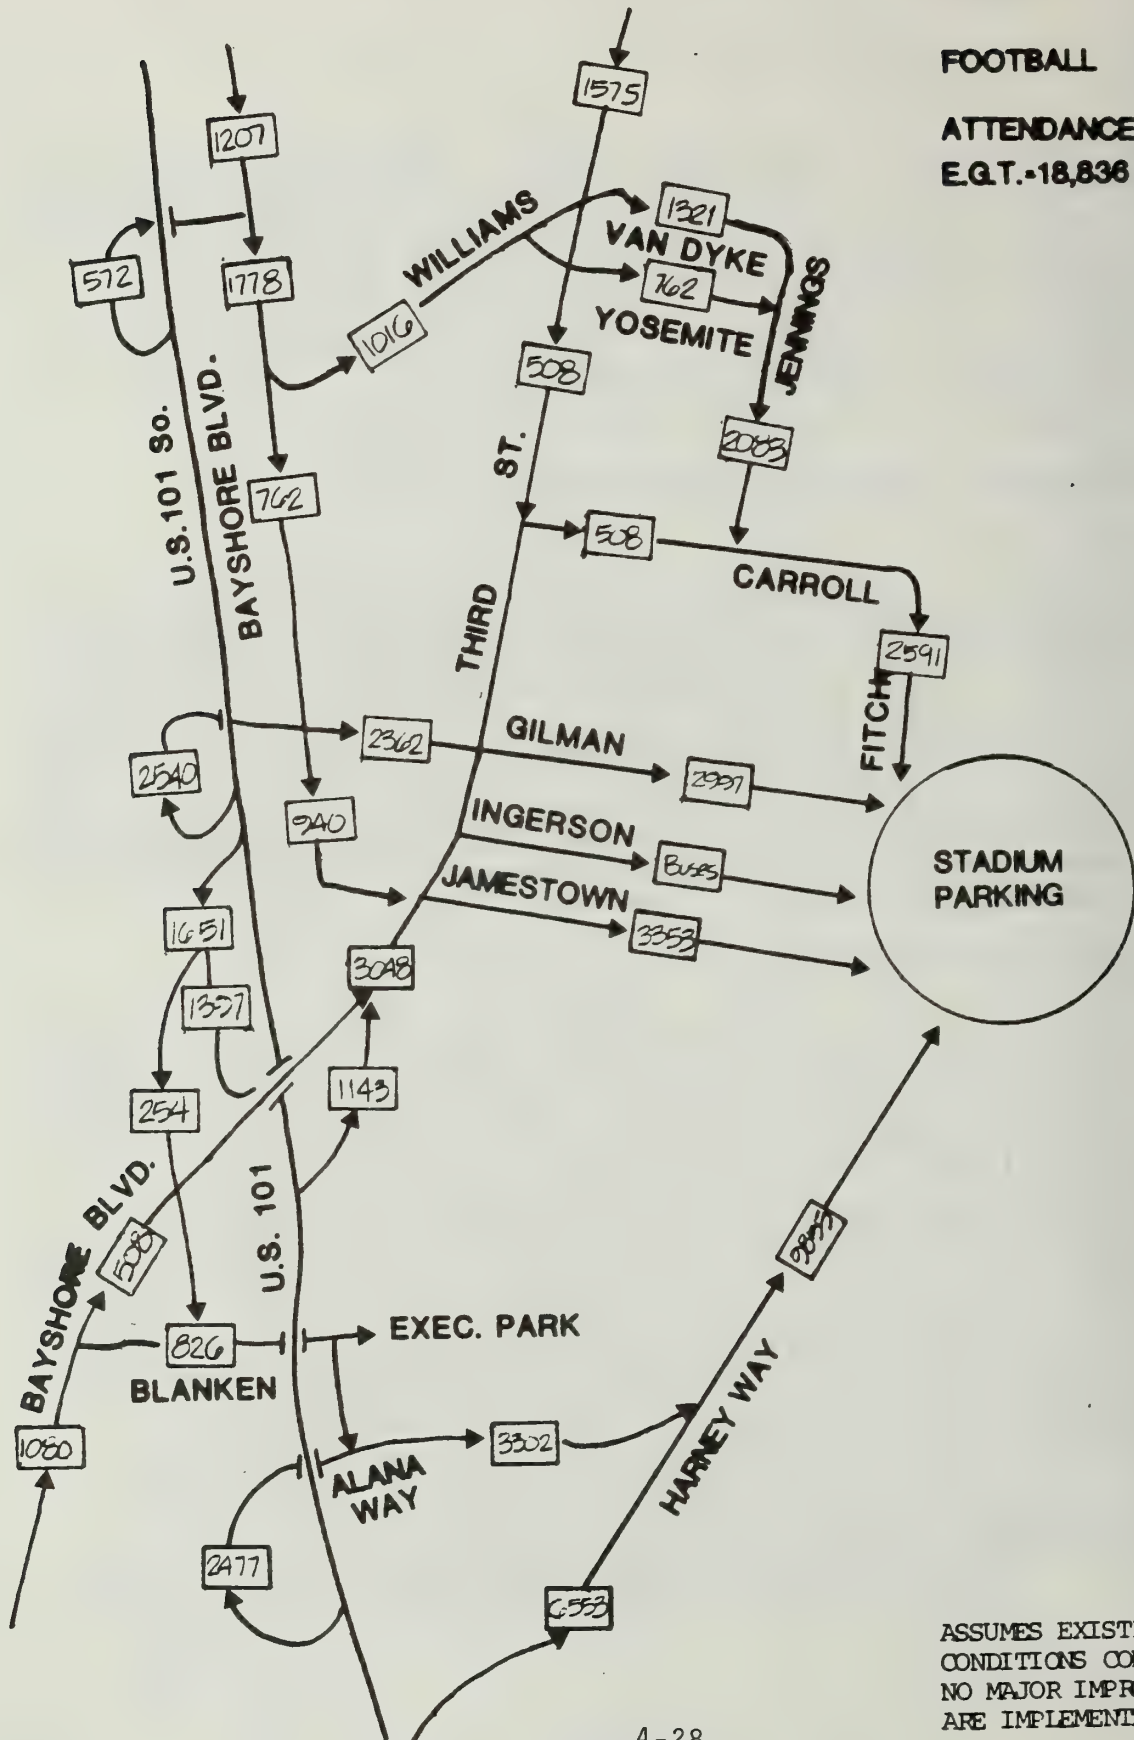 FOOTBALL
ATTENDANCE
E.G.T.-18,836
1575
1207
1321
WILLIAMS
VAN DYKE
572
1778
762
YOSEMITE
JENNINGS
1016
508
2083
U.S. 101 So.
BAYSHORE BLVD.
762
ST.
508
CARROLL
THIRD
2591
FITCH
2362
GILMAN
2540
2997
940
INGERSON
Buses
STADIUM
PARKING
JAMESTOWN
1651
3353
3048
1397
254
1143
BAYSHORE BLVD.
508
U.S. 101
826
EXEC. PARK
BLANKEN
1080
3302
HARNEY WAY
ALANA
WAY
2477
ASSUMES EXIST
CONDITIONS CO
NO MAJOR IMPR
ARE IMPLEMENT
A-28